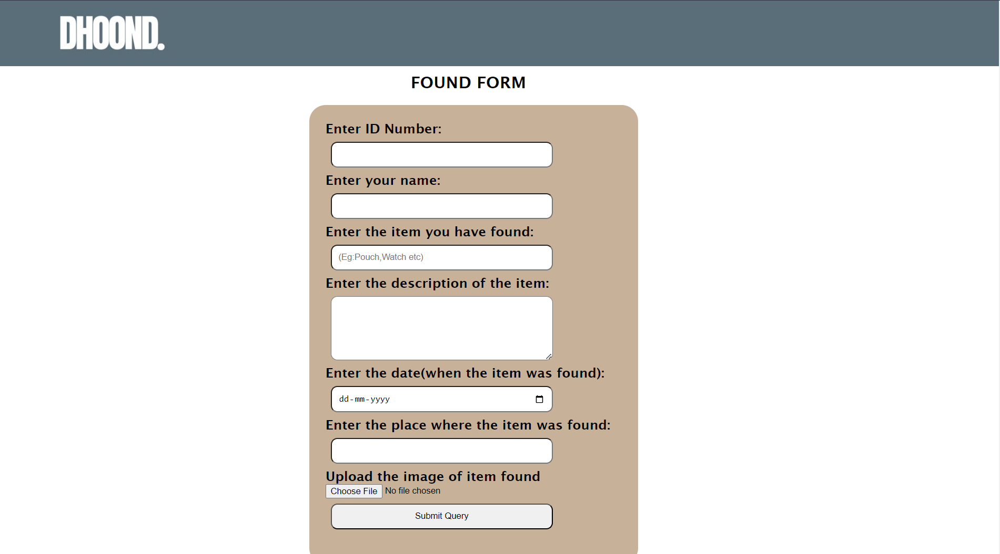 DHOOND.
FOUND FORM
Enter ID Number:
Enter your name:
Enter the item you have found:
(Eg:Pouch,Watch etc)
Enter the description of the item:
Enter the date(when the item was found):
dd-mm-yyyy
Enter the place where the item was found:
Upload the image of item found
Choose File No file chosen
Submit Query